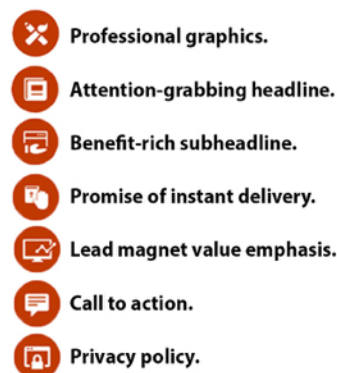 Professional graphics.
Attention-grabbing headline.
Benefit-rich subheadline.
Promise of instant delivery.
Lead magnet value emphasis.
Call to action.
Privacy policy.